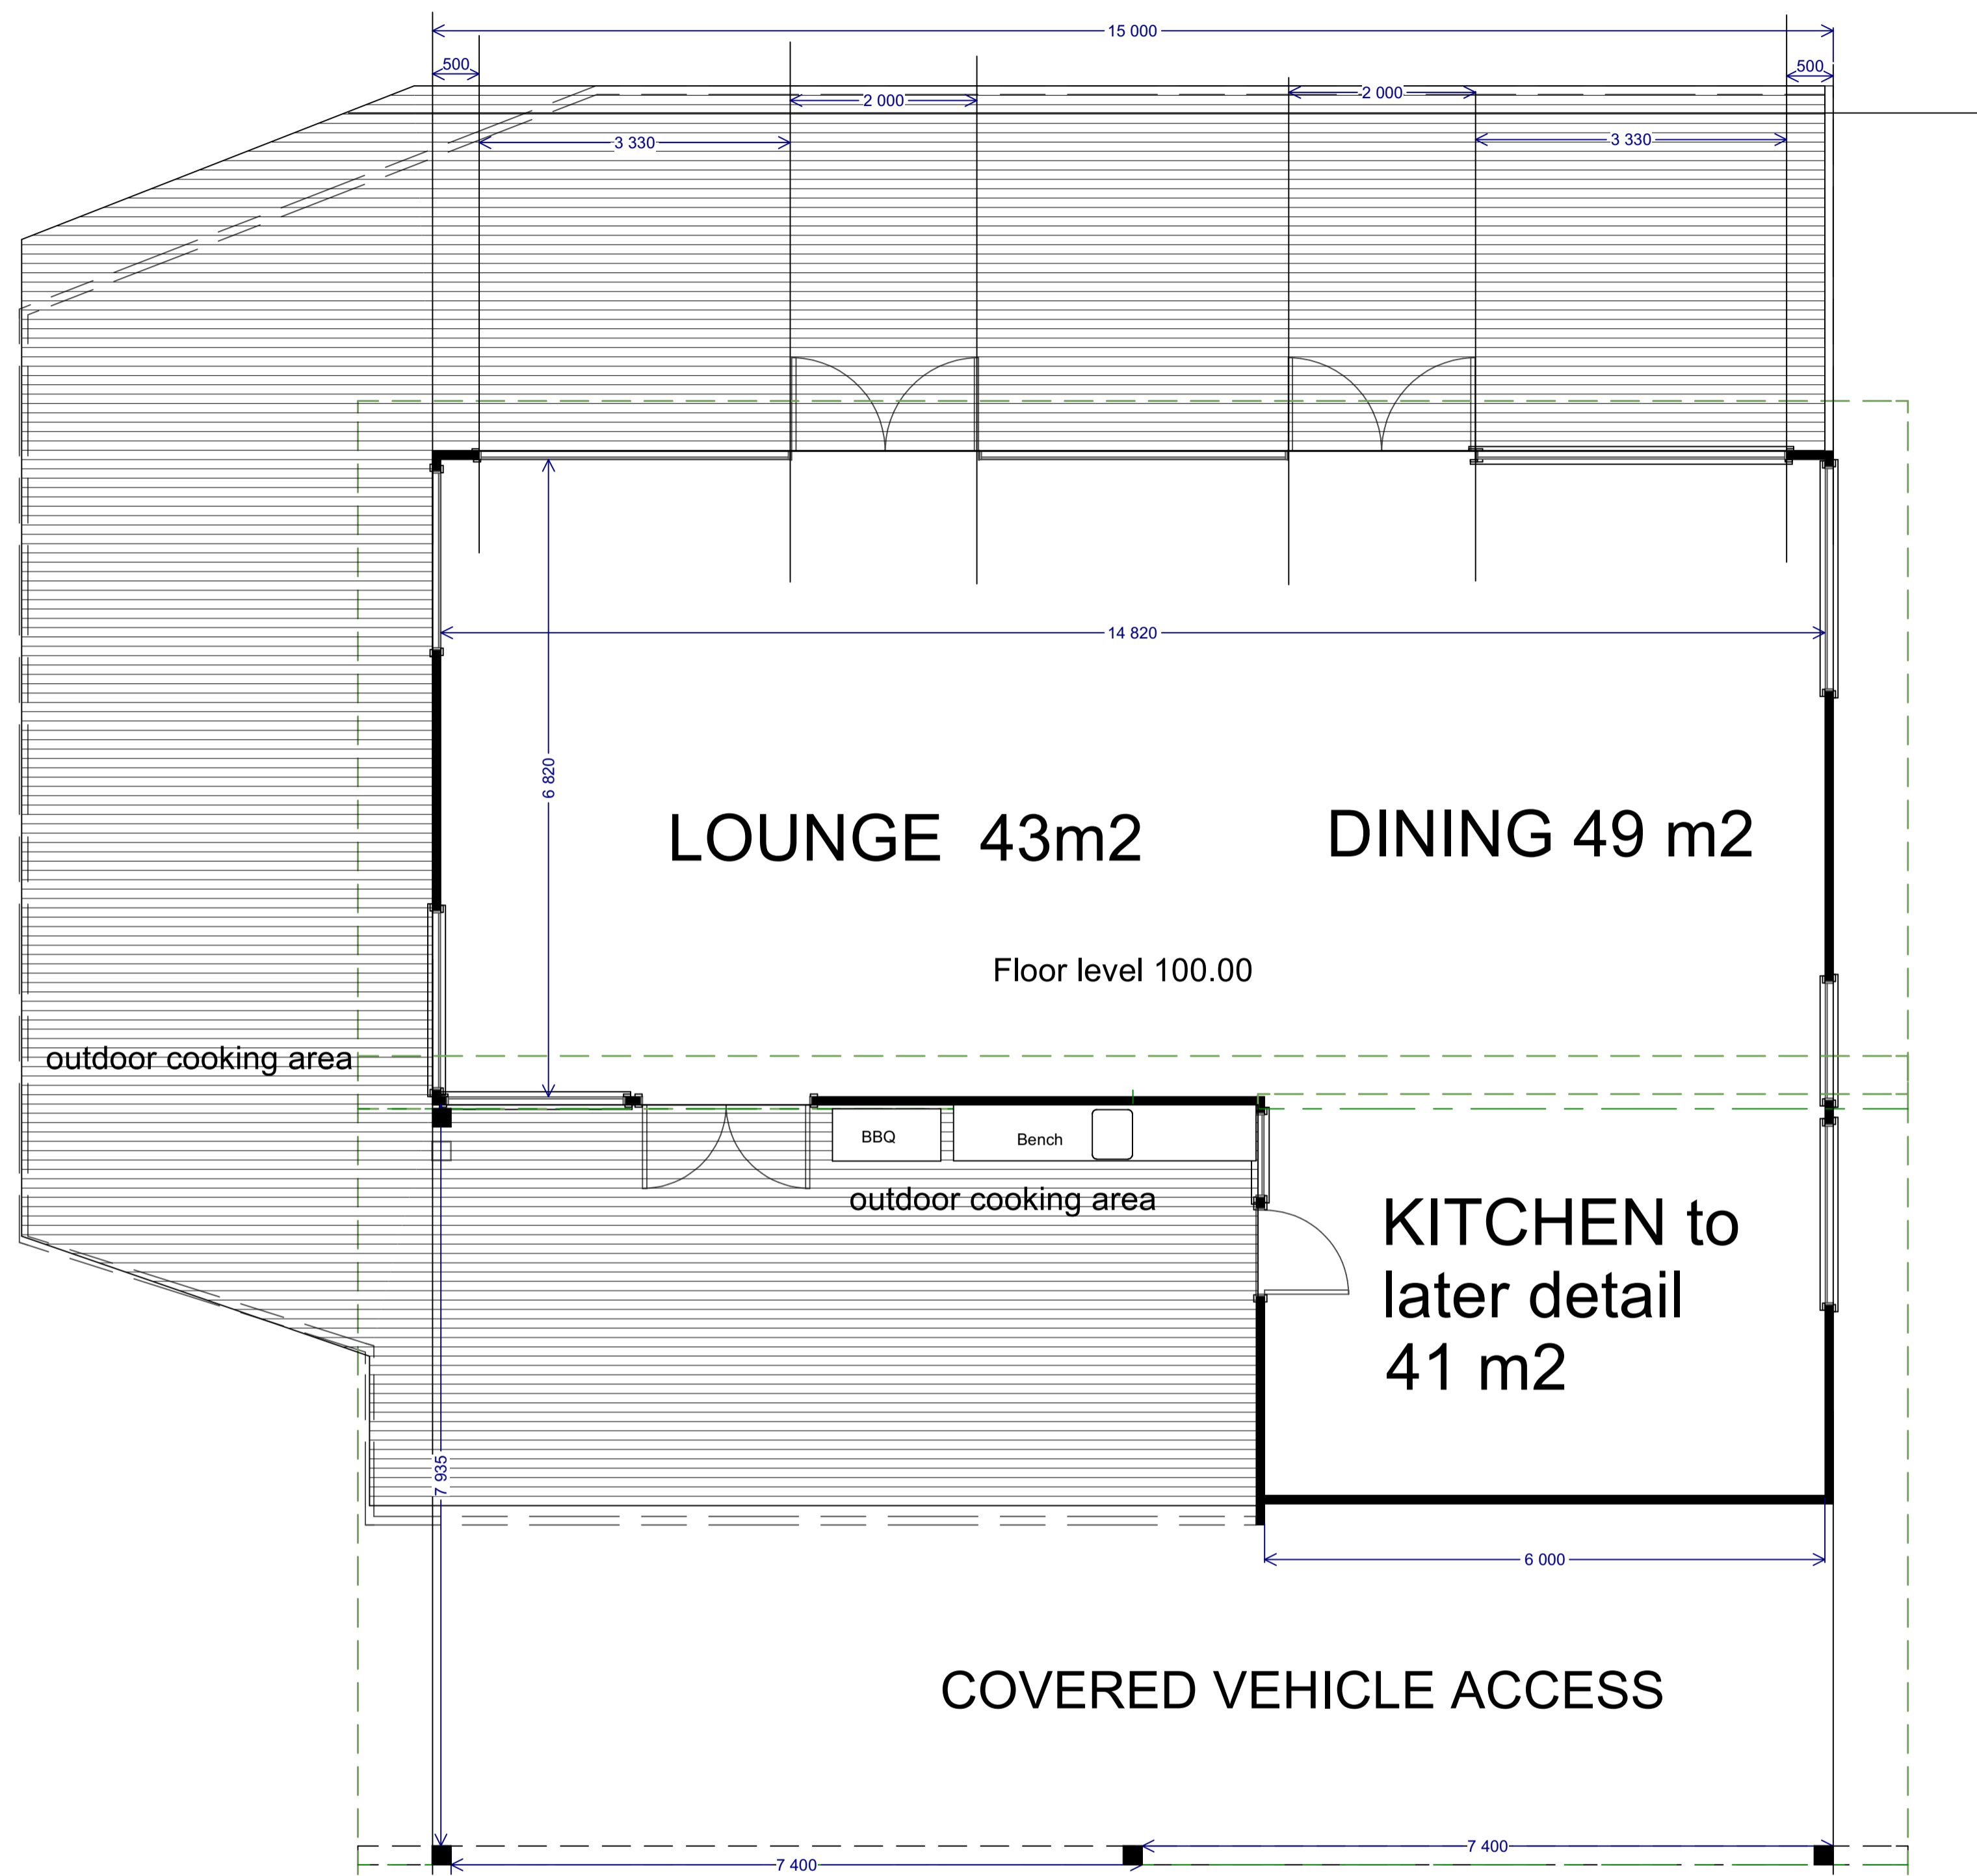 15 000
500
500
2 000
2 000
3 330
3 330
14 820
6 820
LOUNGE 43m2
DINING 49 m2
Floor level 100.00
outdoor cooking area
BBQ
Bench
outdoor cooking area
KITCHEN to
later detail
41 m2
7 935
6 000
COVERED VEHICLE ACCESS
7 400
7 400